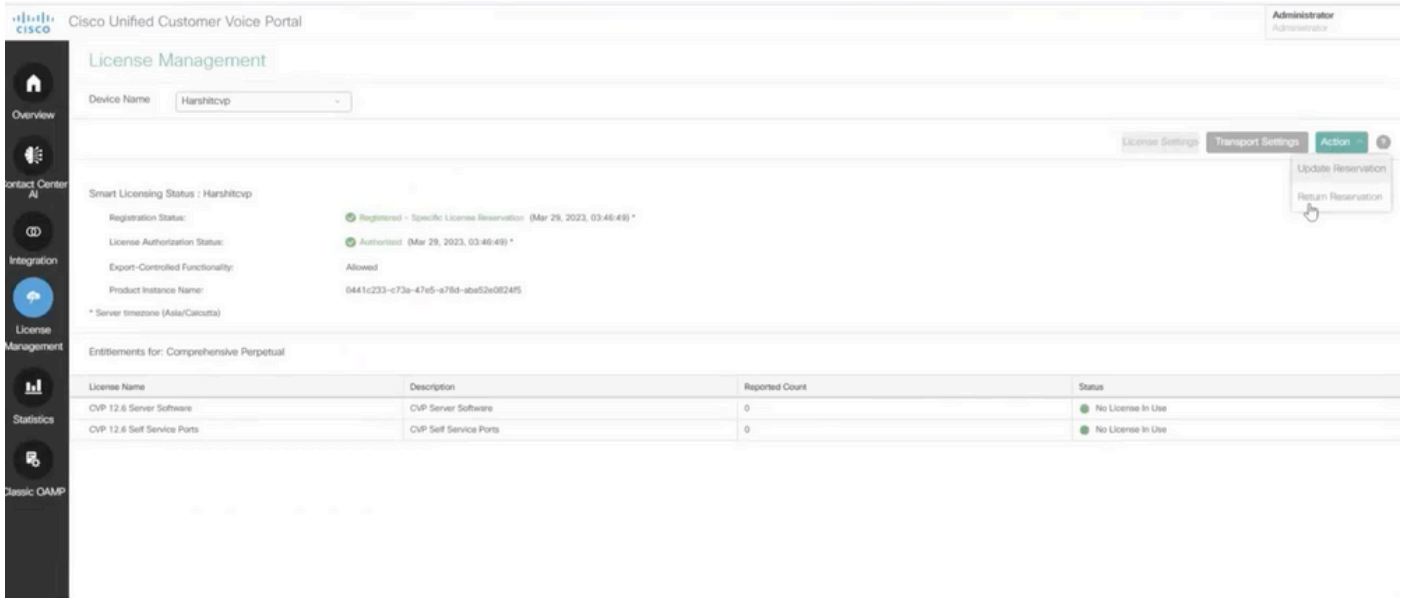 CISCO
Cisco Unified Customer Voice Portal
Administrator
Administrator
License Management
Device Name
Harshitcvp
Overview
License Settings
Transport Settings
Action
?
Update Reservation
Return Reservation
ontact Center
AI
Smart Licensing Status : Harshitcvp
Registration Status:
Registered - Specific License Reservation (Mar 29, 2023, 03:46:49) *
License Authorization Status:
Authorized (Mar 29, 2023, 03:46:49) *
Integration
Export-Controlled Functionality:
Allowed
Product Instance Name:
0441c233-c73a-47e5-a78d-aba52e0824f5
* Server timezone (Asia/Calcutta)
License
Management
Entitlements for: Comprehensive Perpetual
License Name Description Reported Count Status
CVP 12.6 Server Software CVP Server Software 0 No License In Use
CVP 12.6 Self Service Ports CVP Self Service Ports 0 No License In Use
Statistics
Classic OAMP